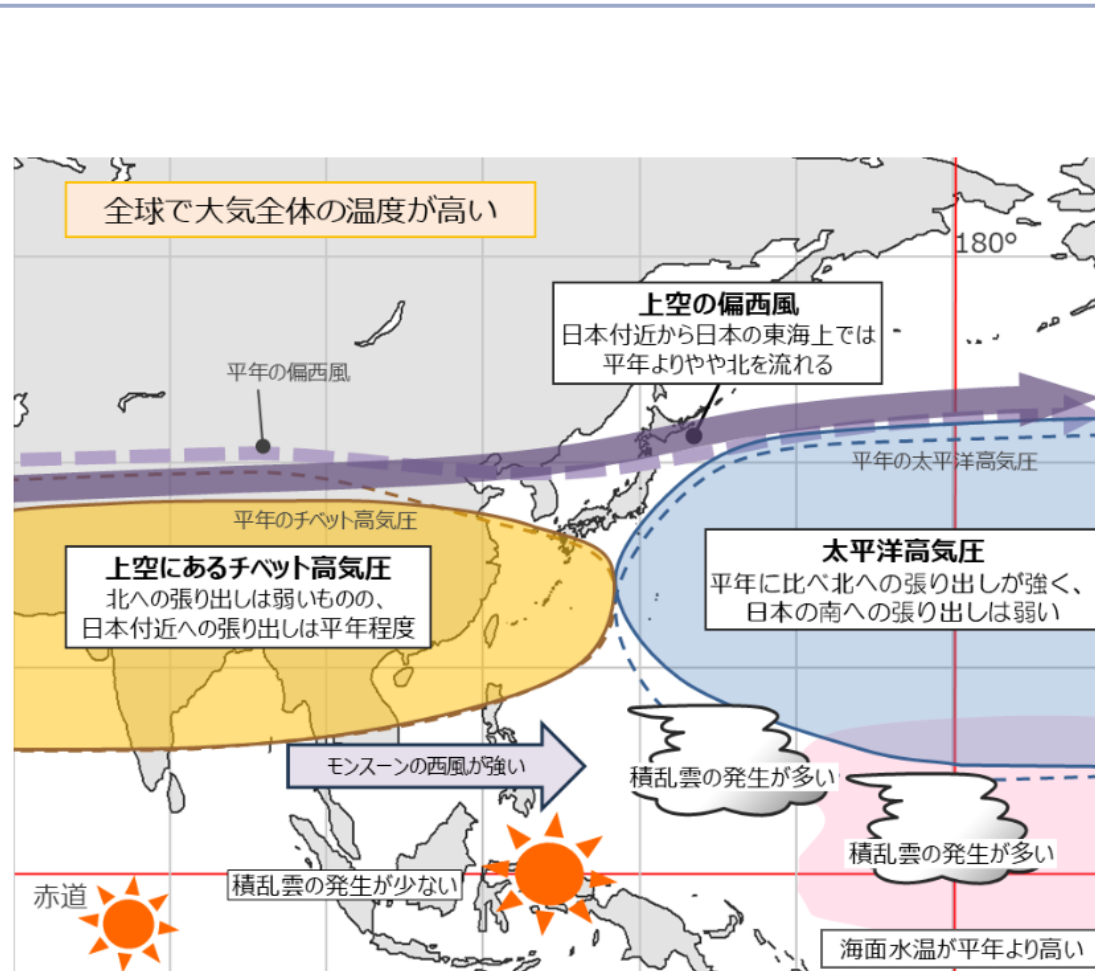 全球で大気全体の温度が高い
180°
上空の偏西風
日本付近から日本の東海上では
平年よりやや北を流れる
平年の偏西風
平年の太平洋高気圧
平年のチベット高気圧
上空にあるチベット高気圧
北への張り出しは弱いものの、
日本付近への張り出しは平年程度
太平洋高気圧
平年に比べ北への張り出しが強く、
日本の南への張り出しは弱い
モンスーンの西風が強い
積乱雲の発生が多い
積乱雲の発生が多い
積乱雲の発生が少ない
赤道
海面水温が平年より高い